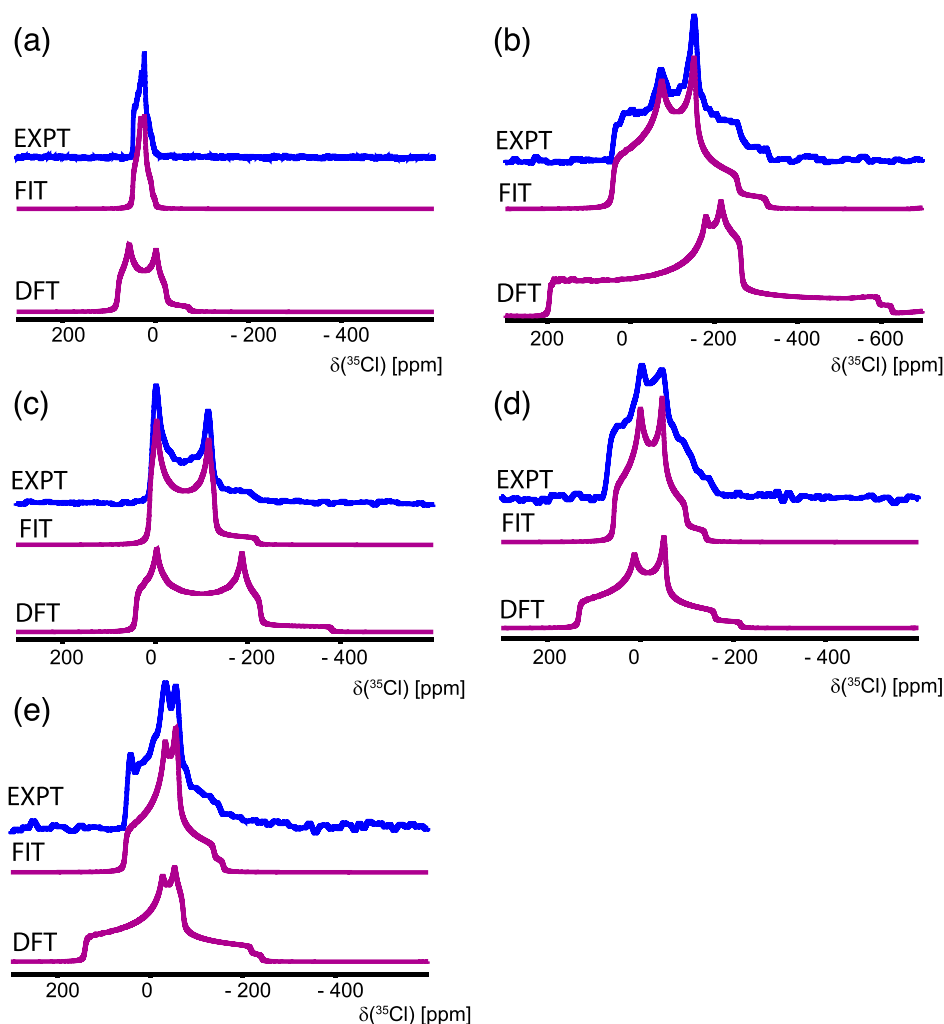 (a)
EXPT
FIT
DFT
200 0 - 200 - 400
δ(³⁵Cl) [ppm]
(b)
EXPT
FIT
DFT
200 0 - 200 - 400 - 600
δ(³⁵Cl) [ppm]
(c)
EXPT
FIT
DFT
200 0 - 200 - 400
δ(³⁵Cl) [ppm]
(d)
EXPT
FIT
DFT
200 0 - 200 - 400
δ(³⁵Cl) [ppm]
(e)
EXPT
FIT
DFT
200 0 - 200 - 400
δ(³⁵Cl) [ppm]